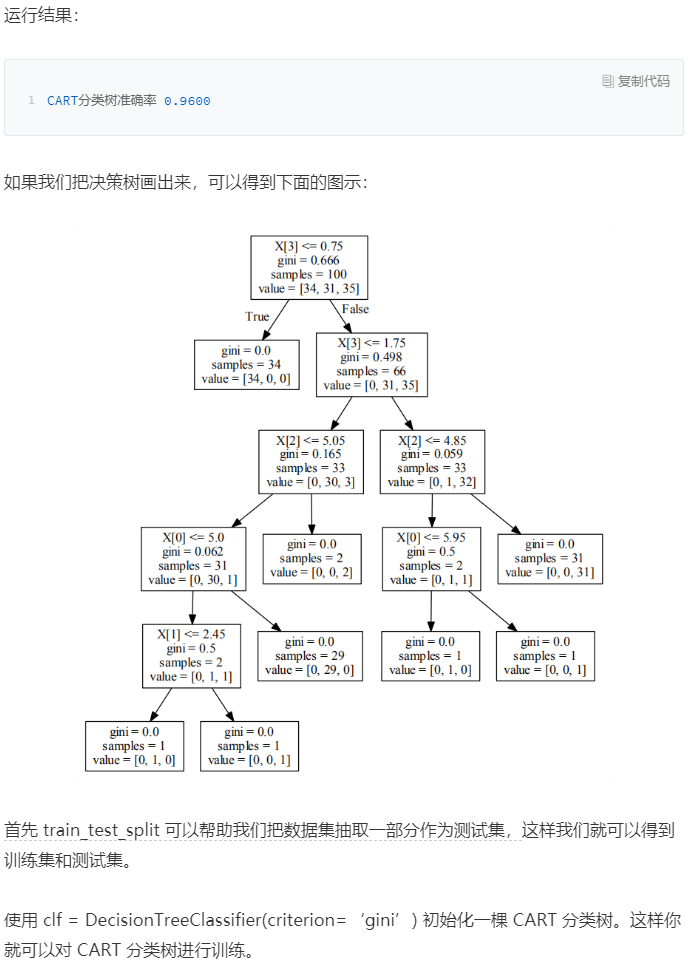 运行结果：
复制代码
1 CART分类树准确率 0.9600
如果我们把决策树画出来，可以得到下面的图示：
X[3] <= 0.75
gini = 0.666
samples = 100
value = [34, 31, 35]
True
False
gini = 0.0
samples = 34
value = [34, 0, 0]
X[3] <= 1.75
gini = 0.498
samples = 66
value = [0, 31, 35]
X[2] <= 5.05
gini = 0.165
samples = 33
value = [0, 30, 3]
X[2] <= 4.85
gini = 0.059
samples = 33
value = [0, 1, 32]
X[0] <= 5.0
gini = 0.062
samples = 31
value = [0, 30, 1]
gini = 0.0
samples = 2
value = [0, 0, 2]
X[0] <= 5.95
gini = 0.5
samples = 2
value = [0, 1, 1]
gini = 0.0
samples = 31
value = [0, 0, 31]
X[1] <= 2.45
gini = 0.5
samples = 2
value = [0, 1, 1]
gini = 0.0
samples = 29
value = [0, 29, 0]
gini = 0.0
samples = 1
value = [0, 1, 0]
gini = 0.0
samples = 1
value = [0, 0, 1]
gini = 0.0
samples = 1
value = [0, 1, 0]
gini = 0.0
samples = 1
value = [0, 0, 1]
首先 train_test_split 可以帮助我们把数据集抽取一部分作为测试集，这样我们就可以得到
训练集和测试集。
使用 clf = DecisionTreeClassifier(criterion=‘gini’) 初始化一棵 CART 分类树。这样你
就可以对 CART 分类树进行训练。